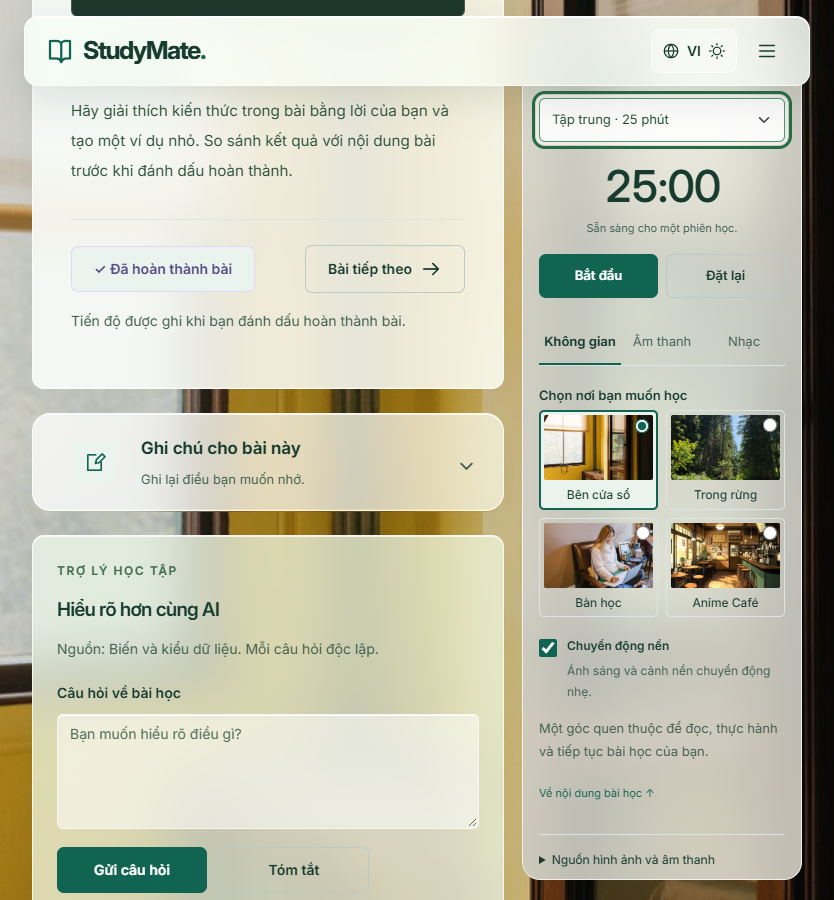 StudyMate.
VI
Hãy giải thích kiến thức trong bài bằng lời của bạn và
tạo một ví dụ nhỏ. So sánh kết quả với nội dung bài
trước khi đánh dấu hoàn thành.
Đã hoàn thành bài
Bài tiếp theo →
Tiến độ được ghi khi bạn đánh dấu hoàn thành bài.
Ghi chú cho bài này
Ghi lại điều bạn muốn nhớ.
TRỢ LÝ HỌC TẬP
Hiểu rõ hơn cùng AI
Nguồn: Biến và kiểu dữ liệu. Mỗi câu hỏi độc lập.
Câu hỏi về bài học
Bạn muốn hiểu rõ điều gì?
Gửi câu hỏi
Tóm tắt
Tập trung · 25 phút
25:00
Sẵn sàng cho một phiên học.
Bắt đầu
Đặt lại
Không gian
Âm thanh
Nhạc
Chọn nơi bạn muốn học
Bên cửa sổ
Trong rừng
Bàn học
Anime Café
Chuyển động nền
Ánh sáng và cảnh nền chuyển động
nhẹ.
Một góc quen thuộc để đọc, thực hành
và tiếp tục bài học của bạn.
Về nội dung bài học ↑
Nguồn hình ảnh và âm thanh